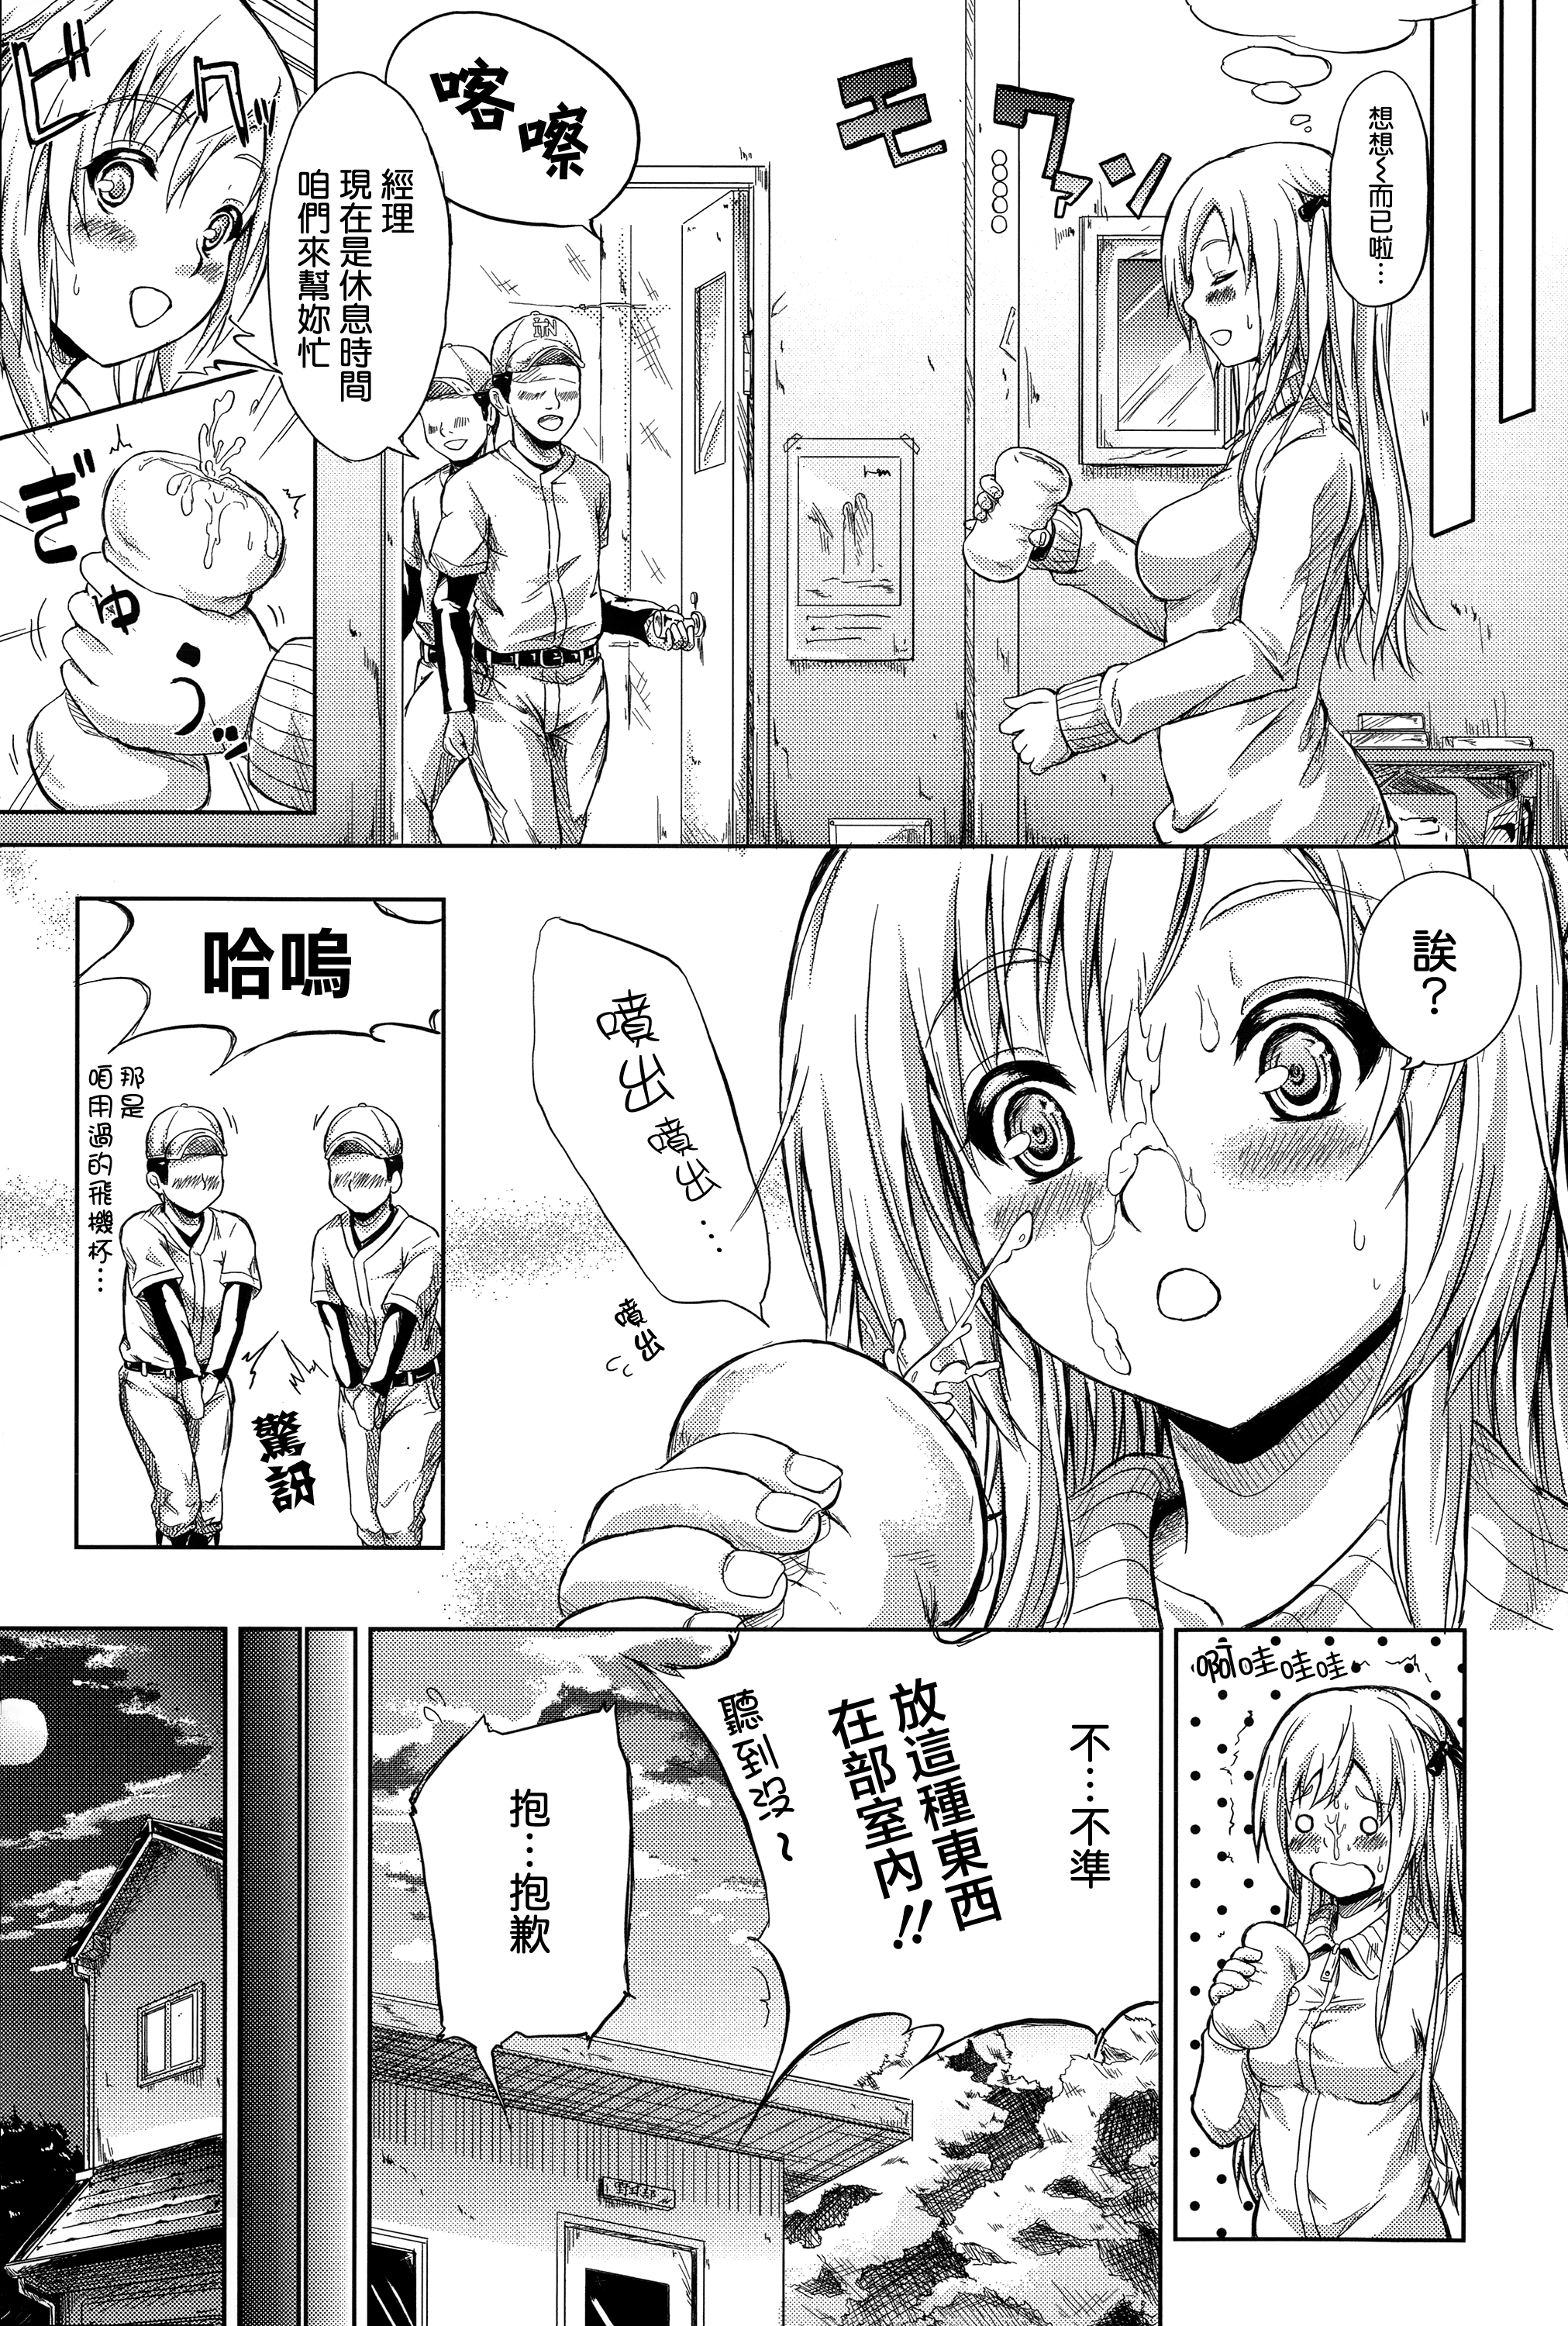 想想～而已啦…
モ
ワァン
喀嚓
經理
現在是休息時間
咱們來幫妳忙
ビクッ
ぎゅうッ
誒？
噴出噴出…
噴出
哈嗚
那是
咱用過的飛機杯…
驚訝
啊哇哇哇
不…不準
放這種東西
在部室內!!
聽到沒～
抱…抱歉